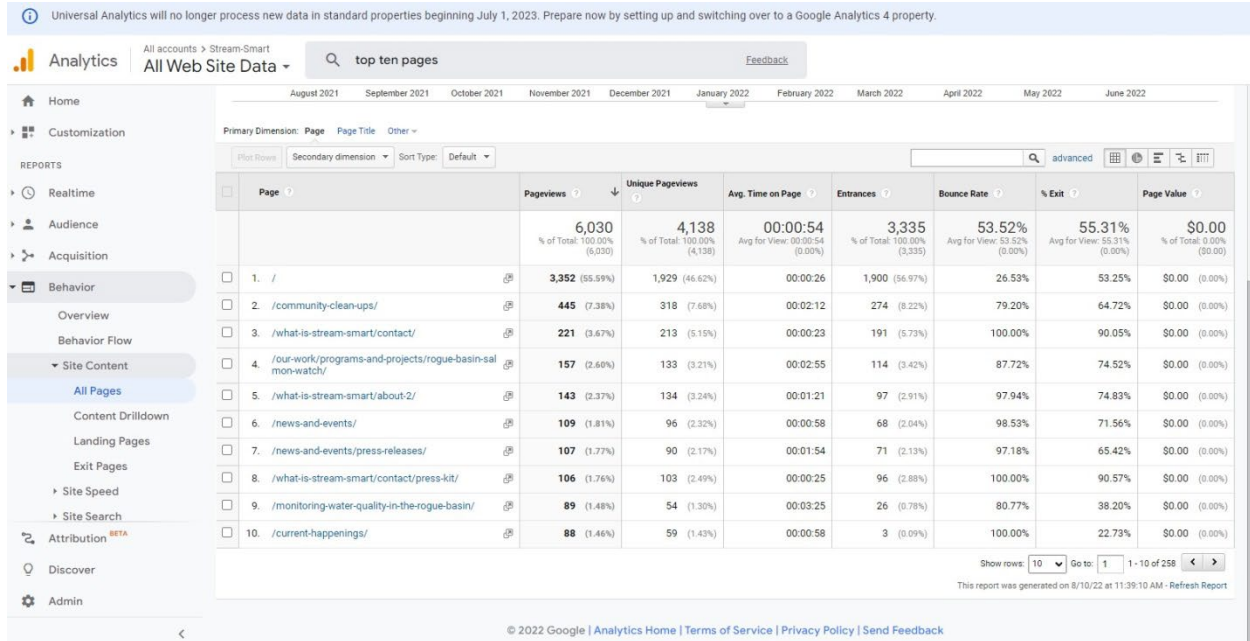 Universal Analytics will no longer process new data in standard properties beginning July 1, 2023. Prepare now by setting up and switching over to a Google Analytics 4 property.
Analytics
All accounts > Stream-Smart
All Web Site Data
top ten pages
Feedback
Home
Customization
REPORTS
Realtime
Audience
Acquisition
Behavior
Overview
Behavior Flow
Site Content
All Pages
Content Drilldown
Landing Pages
Exit Pages
Site Speed
Site Search
Attribution BETA
Discover
Admin
August 2021 September 2021 October 2021 November 2021 December 2021 January 2022 February 2022 March 2022 April 2022 May 2022 June 2022
Primary Dimension: Page Page Title Other
Plot Rows Secondary dimension Sort Type: Default advanced
Page Pageviews Unique Pageviews Avg. Time on Page Entrances Bounce Rate % Exit Page Value
6,030 4,138 00:00:54 3,335 53.52% 55.31% $0.00
% of Total: 100.00% % of Total: 100.00% Avg for View: 00:00:54 % of Total: 100.00% Avg for View: 53.52% Avg for View: 55.31% % of Total: 0.00%
(6,030) (4,138) (0.00%) (3,335) (0.00%) (0.00%) ($0.00)
1. / 3,352 (55.59%) 1,929 (46.62%) 00:00:26 1,900 (56.97%) 26.53% 53.25% $0.00 (0.00%)
2. /community-clean-ups/ 445 (7.38%) 318 (7.68%) 00:02:12 274 (8.22%) 79.20% 64.72% $0.00 (0.00%)
3. /what-is-stream-smart/contact/ 221 (3.67%) 213 (5.15%) 00:00:23 191 (5.73%) 100.00% 90.05% $0.00 (0.00%)
4. /our-work/programs-and-projects/rogue-basin-sal
mon-watch/ 157 (2.60%) 133 (3.21%) 00:02:55 114 (3.42%) 87.72% 74.52% $0.00 (0.00%)
5. /what-is-stream-smart/about-2/ 143 (2.37%) 134 (3.24%) 00:01:21 97 (2.91%) 97.94% 74.83% $0.00 (0.00%)
6. /news-and-events/ 109 (1.81%) 96 (2.32%) 00:00:58 68 (2.04%) 98.53% 71.56% $0.00 (0.00%)
7. /news-and-events/press-releases/ 107 (1.77%) 90 (2.17%) 00:01:54 71 (2.13%) 97.18% 65.42% $0.00 (0.00%)
8. /what-is-stream-smart/contact/press-kit/ 106 (1.76%) 103 (2.49%) 00:00:25 96 (2.88%) 100.00% 90.57% $0.00 (0.00%)
9. /monitoring-water-quality-in-the-rogue-basin/ 89 (1.48%) 54 (1.30%) 00:03:25 26 (0.78%) 80.77% 38.20% $0.00 (0.00%)
10. /current-happenings/ 88 (1.46%) 59 (1.43%) 00:00:58 3 (0.09%) 100.00% 22.73% $0.00 (0.00%)
Show rows: 10 Go to: 1 1 - 10 of 258
This report was generated on 8/10/22 at 11:39:10 AM - Refresh Report
© 2022 Google | Analytics Home | Terms of Service | Privacy Policy | Send Feedback